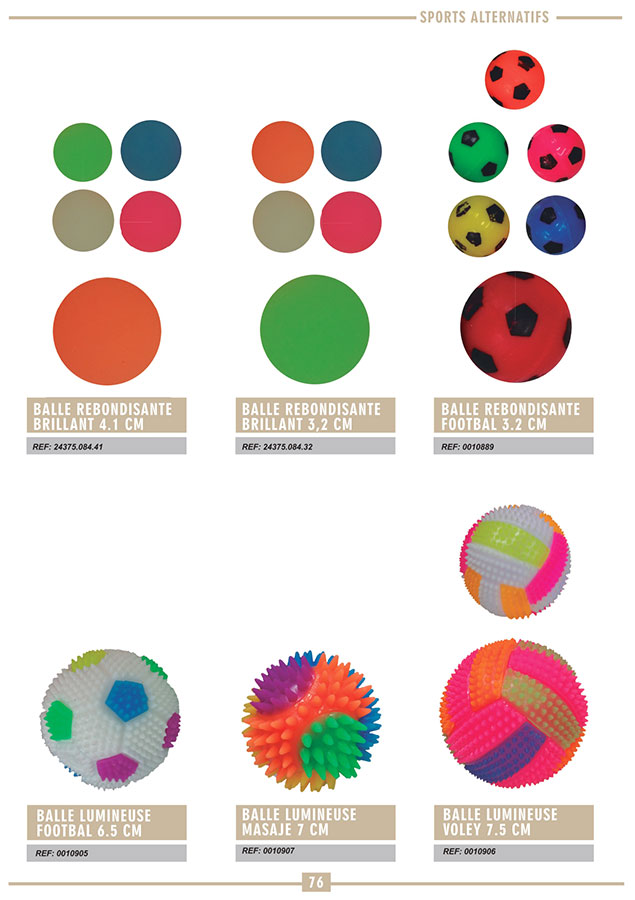 SPORTS ALTERNATIFS
BALLE REBONDISANTE
BRILLANT 4.1 CM
REF: 24375.084.41
BALLE REBONDISANTE
BRILLANT 3,2 CM
REF: 24375.084.32
BALLE REBONDISANTE
FOOTBAL 3.2 CM
REF: 0010889
BALLE LUMINEUSE
FOOTBAL 6.5 CM
REF: 0010905
BALLE LUMINEUSE
MASAJE 7 CM
REF: 0010907
BALLE LUMINEUSE
VOLEY 7.5 CM
REF: 0010906
76